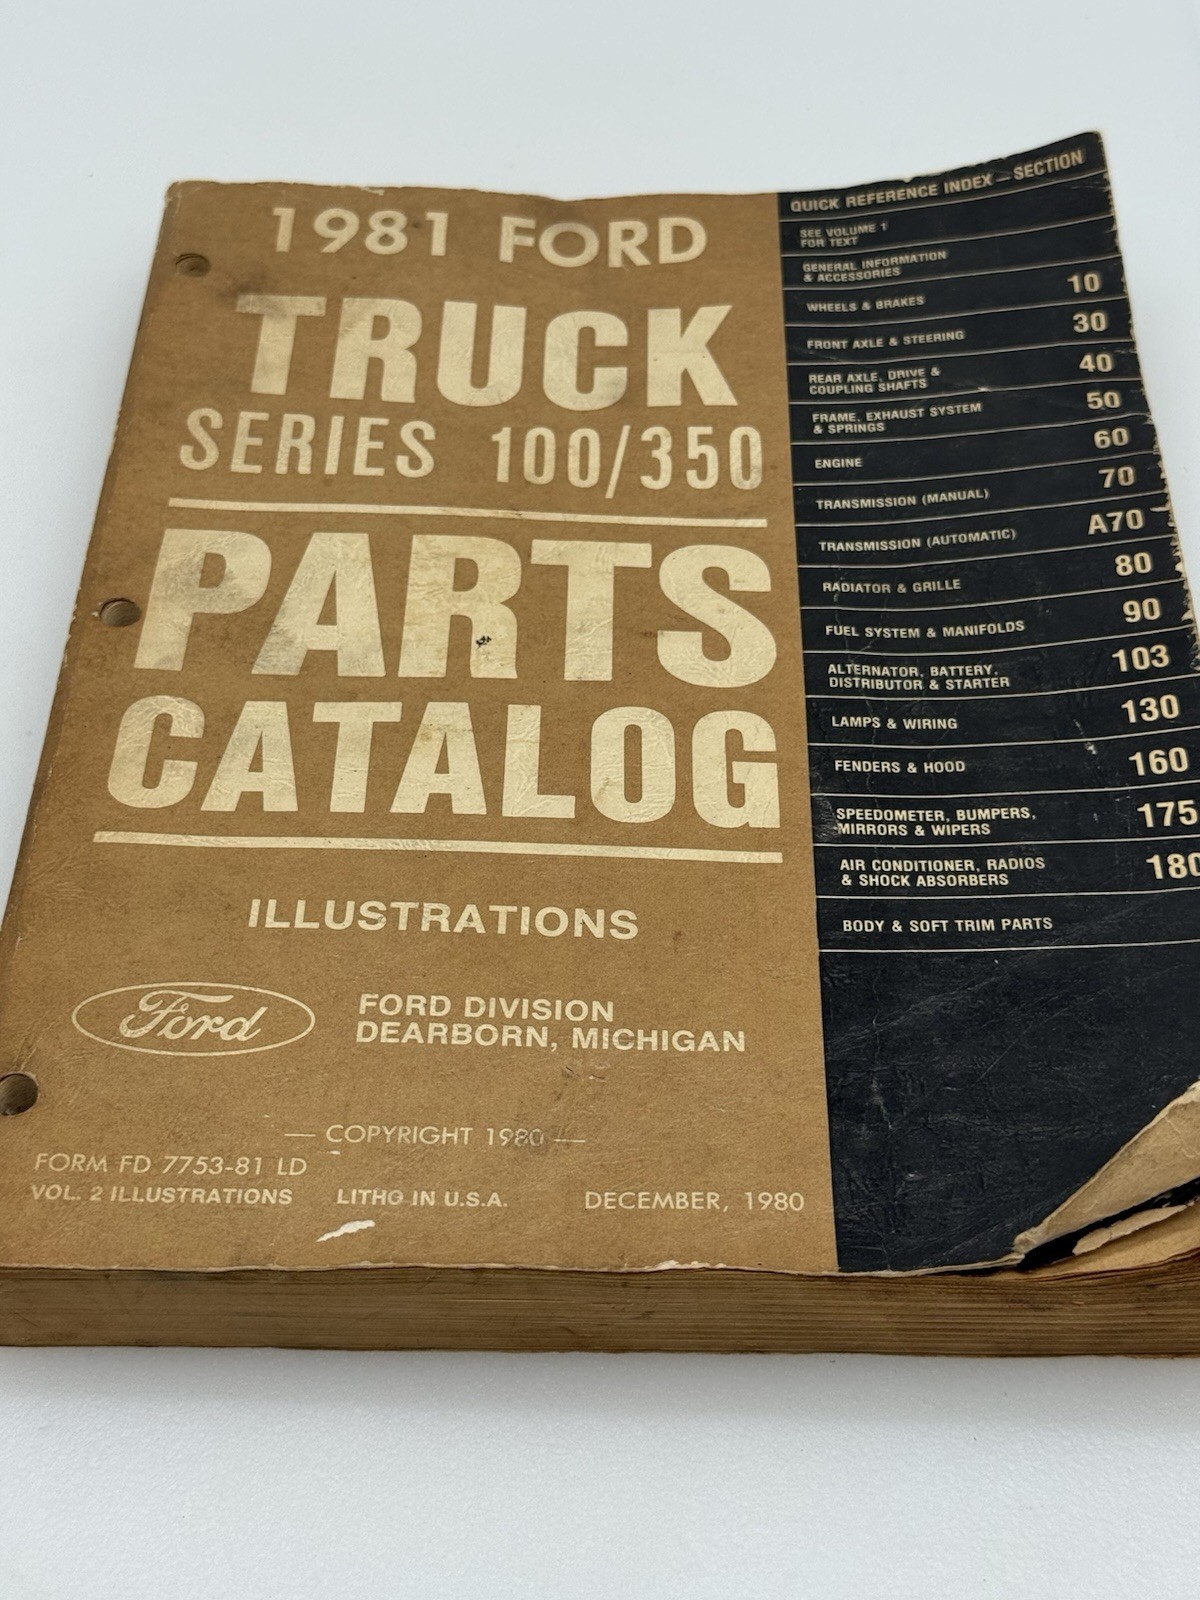 1981 FORD
TRUCK
SERIES 100/350
PARTS
CATALOG
ILLUSTRATIONS
Ford
FORD DIVISION
DEARBORN, MICHIGAN
— COPYRIGHT 1980 —
FORM FD 7753-81 LD
VOL. 2 ILLUSTRATIONS LITHO IN U.S.A. DECEMBER, 1980
QUICK REFERENCE INDEX – SECTION
SEE VOLUME 1
FOR TEXT
GENERAL INFORMATION
& ACCESSORIES
WHEELS & BRAKES 10
FRONT AXLE & STEERING 30
REAR AXLE, DRIVE &
COUPLING SHAFTS 40
FRAME, EXHAUST SYSTEM
& SPRINGS 50
ENGINE 60
TRANSMISSION (MANUAL) 70
TRANSMISSION (AUTOMATIC) A70
RADIATOR & GRILLE 80
FUEL SYSTEM & MANIFOLDS 90
ALTERNATOR, BATTERY,
DISTRIBUTOR & STARTER 103
LAMPS & WIRING 130
FENDERS & HOOD 160
SPEEDOMETER, BUMPERS,
MIRRORS & WIPERS 175
AIR CONDITIONER, RADIOS
& SHOCK ABSORBERS 180
BODY & SOFT TRIM PARTS